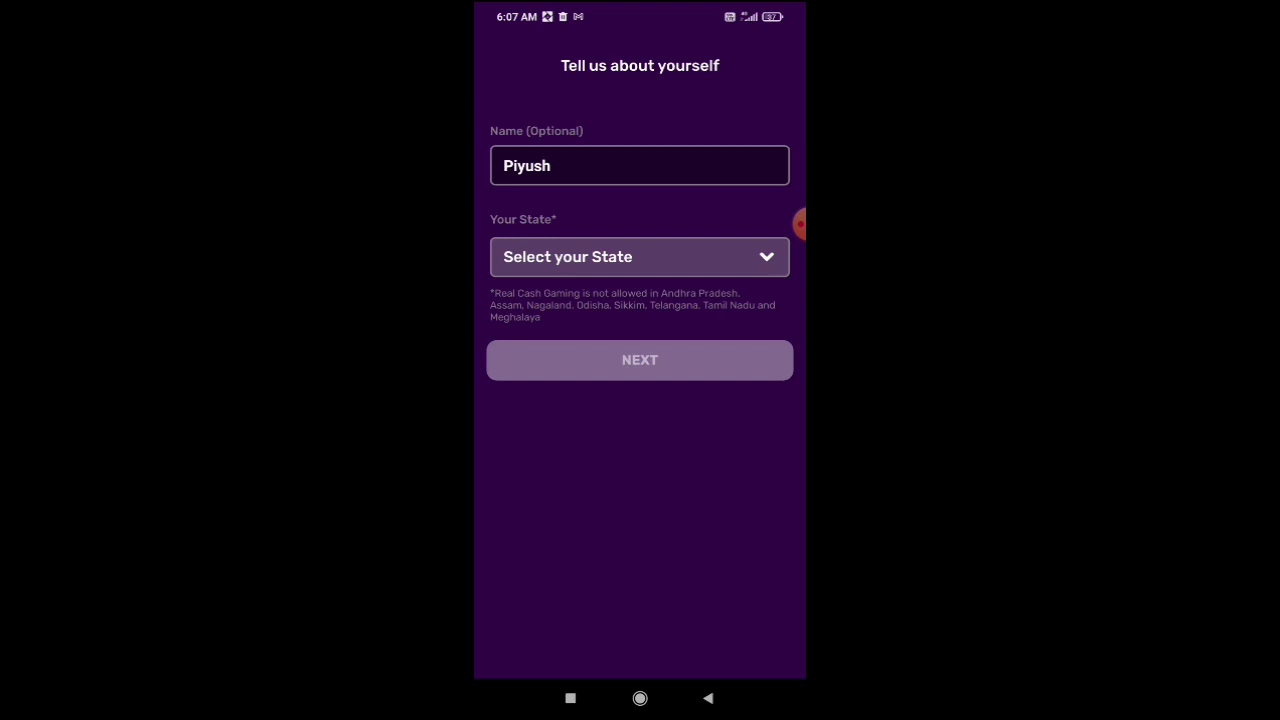 6:07 AM
37
Tell us about yourself
Name (Optional)
Piyush
Your State*
Select your State
*Real Cash Gaming is not allowed in Andhra Pradesh,
Assam, Nagaland, Odisha, Sikkim, Telangana, Tamil Nadu and
Meghalaya
NEXT